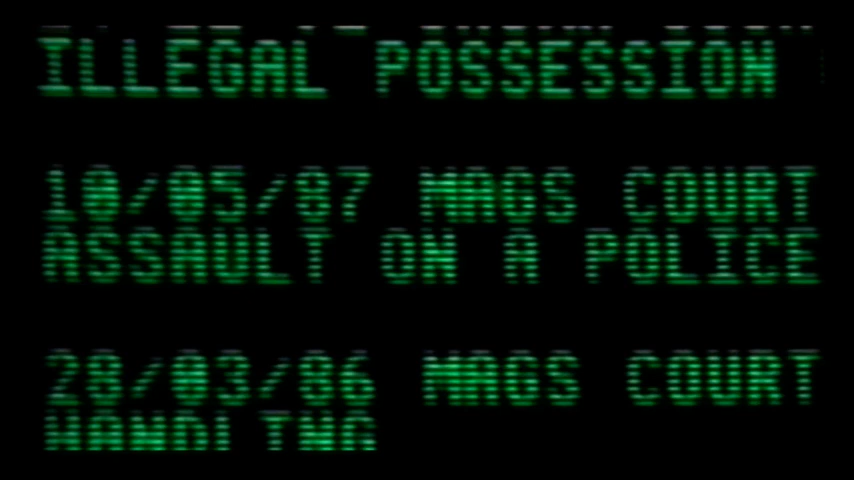 ILLEGAL POSSESSION
10/05/87 MAGS COURT
ASSAULT ON A POLICE
28/03/86 MAGS COURT
HANDLING